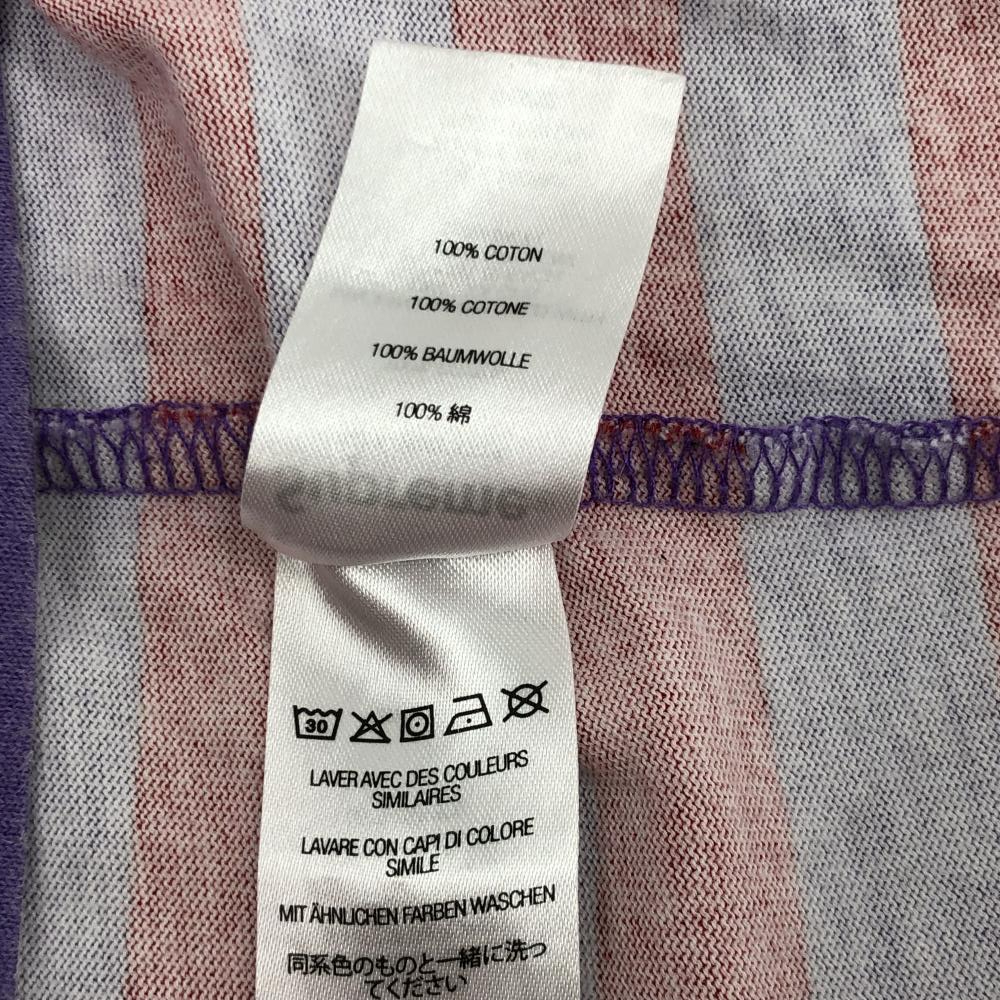 100% COTON
100% COTONE
100% BAUMWOLLE
100% 綿
Supreme
30
LAVER AVEC DES COULEURS
SIMILAIRES
LAVARE CON CAPI DI COLORE
SIMILE
MIT ÄHNLICHEN FARBEN WASCHEN
同系色のものと一緒に洗っ
てください